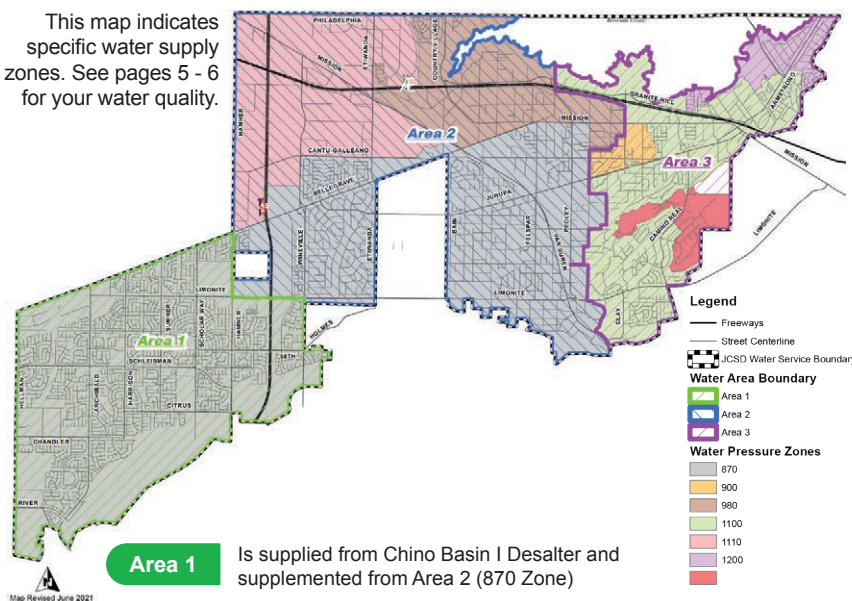 This map indicates
specific water supply
zones. See pages 5 - 6
for your water quality.
PHILADELPHIA
MISSION
ETIWANDA
COUNTRY VILLAGE
HAMNER
Area 2
MISSION
GRANITE HILL
ARMSTRONG
CANTU-GALLEANO
Area 3
MISSION
BELLEGRAVE
JURUPA
WINEVILLE
ETIWANDA
BAIN
FELSPAR
PEDLEY
VAN BUREN
CAMINO REAL
LIMONITE
LIMONITE
LIMONITE
CLAY
HOLMES
SUMNER
SCHOLAR WAY
HAMNER
Area 1
SCHLEISMAN
68TH
HELLMAN
ARCHIBALD
HARRISON
CITRUS
CHANDLER
RIVER
Legend
Freeways
Street Centerline
JCSD Water Service Boundary
Water Area Boundary
Area 1
Area 2
Area 3
Water Pressure Zones
870
900
980
1100
1110
1200
Area 1
Is supplied from Chino Basin I Desalter and
supplemented from Area 2 (870 Zone)
N
Map Revised June 2021